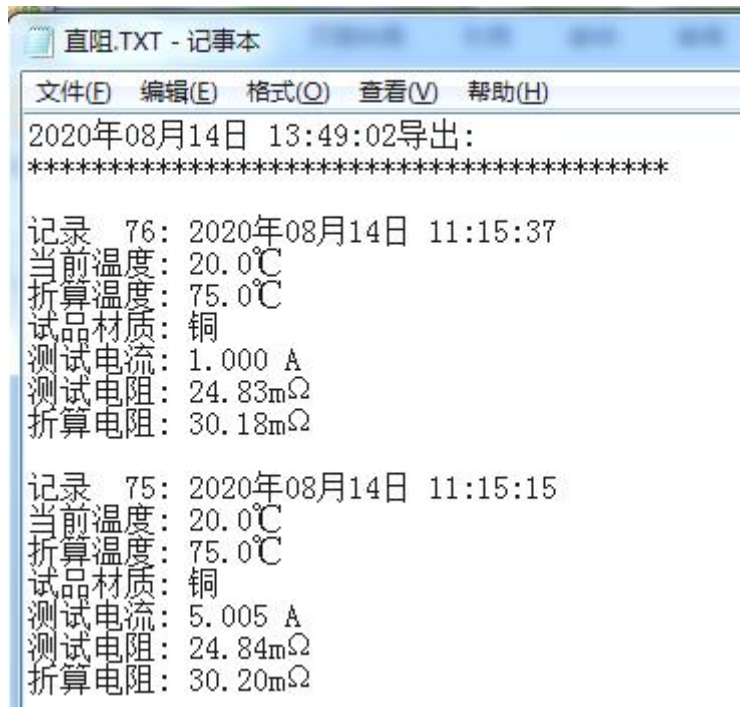 直阻.TXT - 记事本
文件(F) 编辑(E) 格式(O) 查看(V) 帮助(H)
2020年08月14日 13:49:02导出:
****************************************
记录 76: 2020年08月14日 11:15:37
当前温度: 20.0℃
折算温度: 75.0℃
试品材质: 铜
测试电流: 1.000 A
测试电阻: 24.83mΩ
折算电阻: 30.18mΩ
记录 75: 2020年08月14日 11:15:15
当前温度: 20.0℃
折算温度: 75.0℃
试品材质: 铜
测试电流: 5.005 A
测试电阻: 24.84mΩ
折算电阻: 30.20mΩ